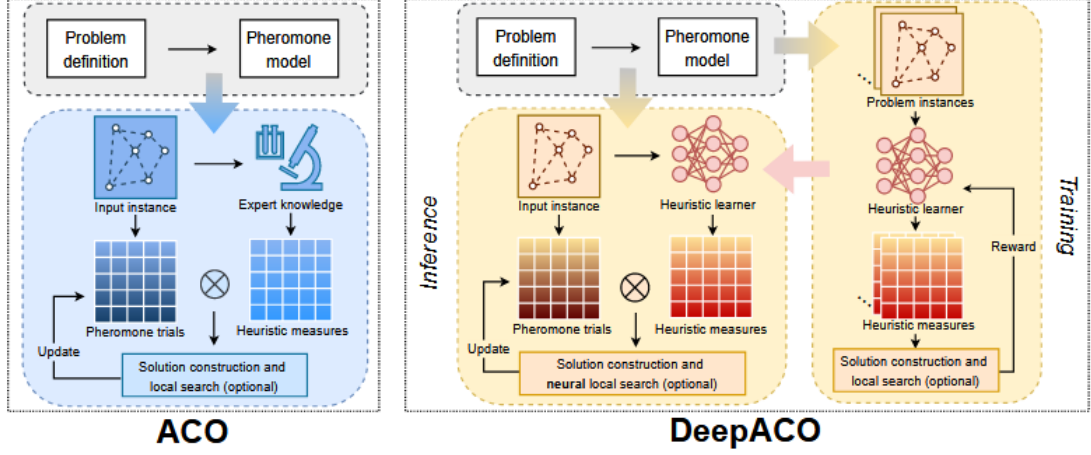 Problem
definition
Pheromone
model
Input instance
Expert knowledge
Pheromone trials
Heuristic measures
Update
Solution construction and
local search (optional)
ACO
Problem
definition
Pheromone
model
Inference
Input instance
Heuristic learner
Pheromone trials
Heuristic measures
Update
Solution construction and
neural local search (optional)
Problem instances
Heuristic learner
Training
Reward
Heuristic measures
Solution construction and
local search (optional)
DeepACO